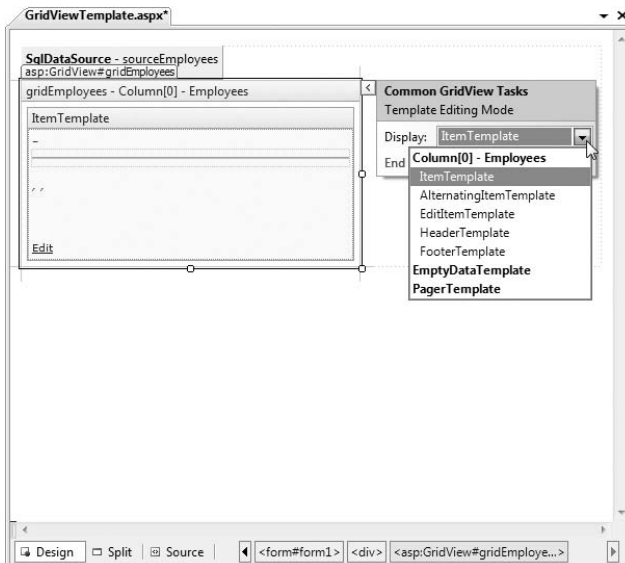 GridViewTemplate.aspx*
SqlDataSource - sourceEmployees
asp:GridView#gridEmployees
gridEmployees - Column[0] - Employees
ItemTemplate
–
, ,
Edit
<
Common GridView Tasks
Template Editing Mode
Display: ItemTemplate
End
Column[0] - Employees
ItemTemplate
AlternatingItemTemplate
EditItemTemplate
HeaderTemplate
FooterTemplate
EmptyDataTemplate
PagerTemplate
Design Split Source <form#form1> <div> <asp:GridView#gridEmploye...>